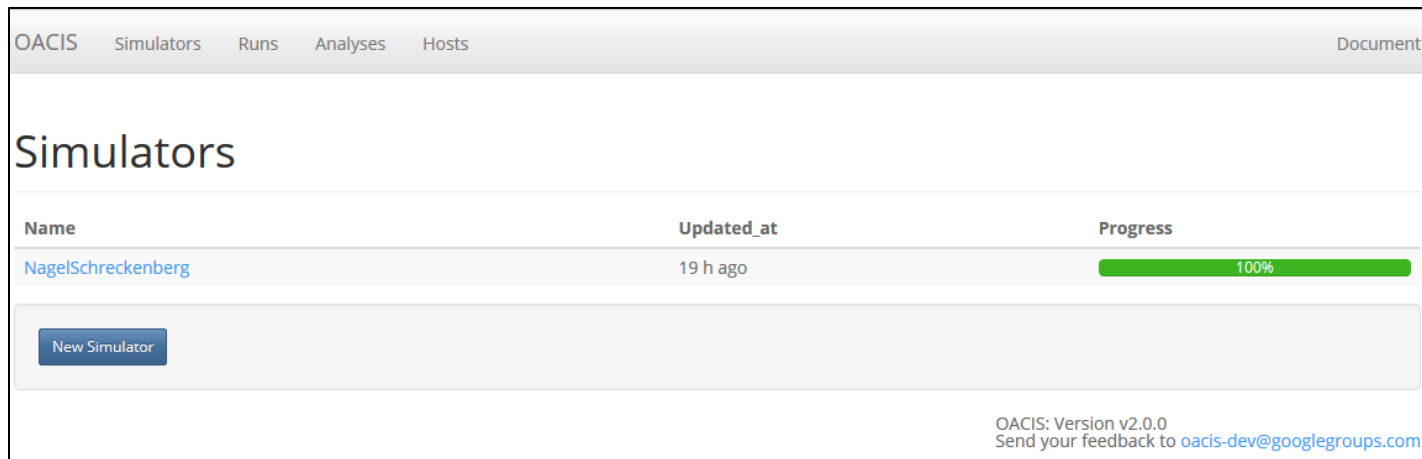 OACIS Simulators Runs Analyses Hosts Document
Simulators
Name Updated_at Progress
NagelSchreckenberg 19 h ago 100%
New Simulator
OACIS: Version v2.0.0
Send your feedback to oacis-dev@googlegroups.com